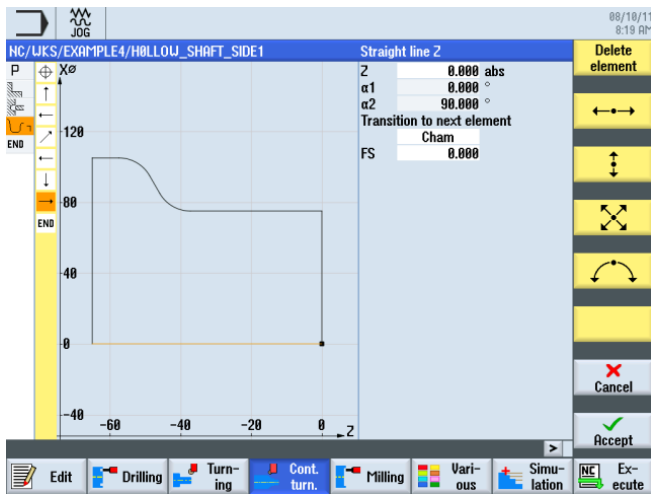 JOG
08/10/11
8:19 AM
NC/WKS/EXAMPLE4/HØLLOW_SHAFT_SIDE1
Straight line Z
Delete
element
P
END
XØ
120
80
40
0
-40
-60
-40
-20
0
Z
END
Z 0.000 abs
α1 0.000 °
α2 90.000 °
Transition to next element
Cham
FS 0.000
Cancel
Accept
>
Edit
Drilling
Turn-
ing
Cont.
turn.
Milling
Vari-
ous
Simu-
lation
NC
Ex-
ecute